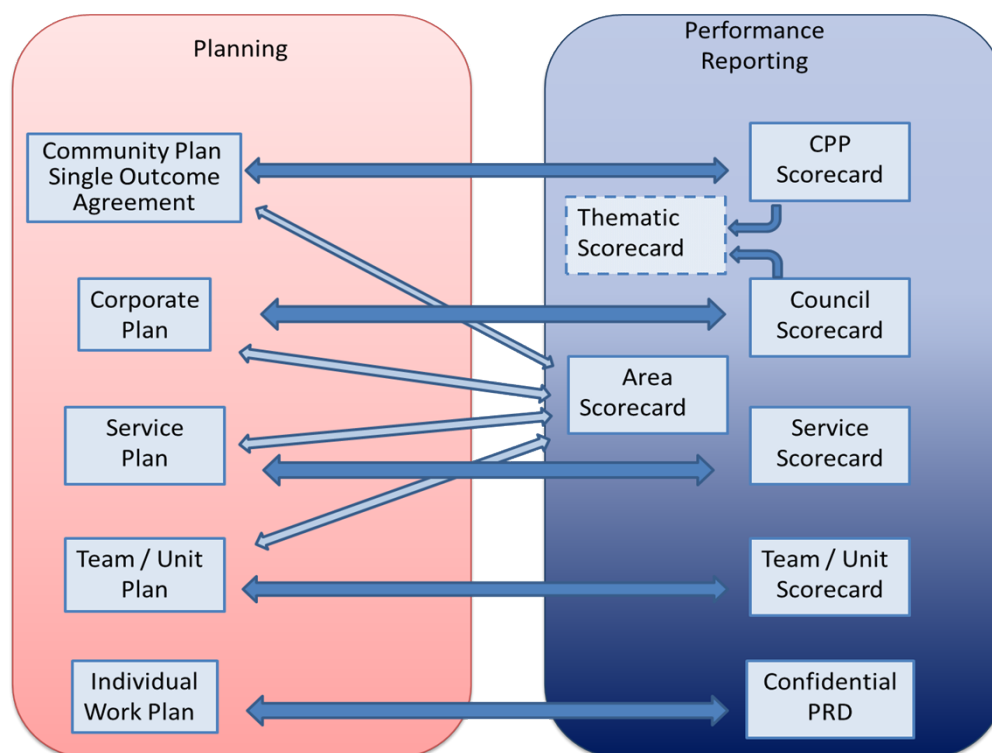 Planning
Performance
Reporting
Community Plan
Single Outcome
Agreement
CPP
Scorecard
Thematic
Scorecard
Corporate
Plan
Council
Scorecard
Area
Scorecard
Service
Plan
Service
Scorecard
Team / Unit
Plan
Team / Unit
Scorecard
Individual
Work Plan
Confidential
PRD